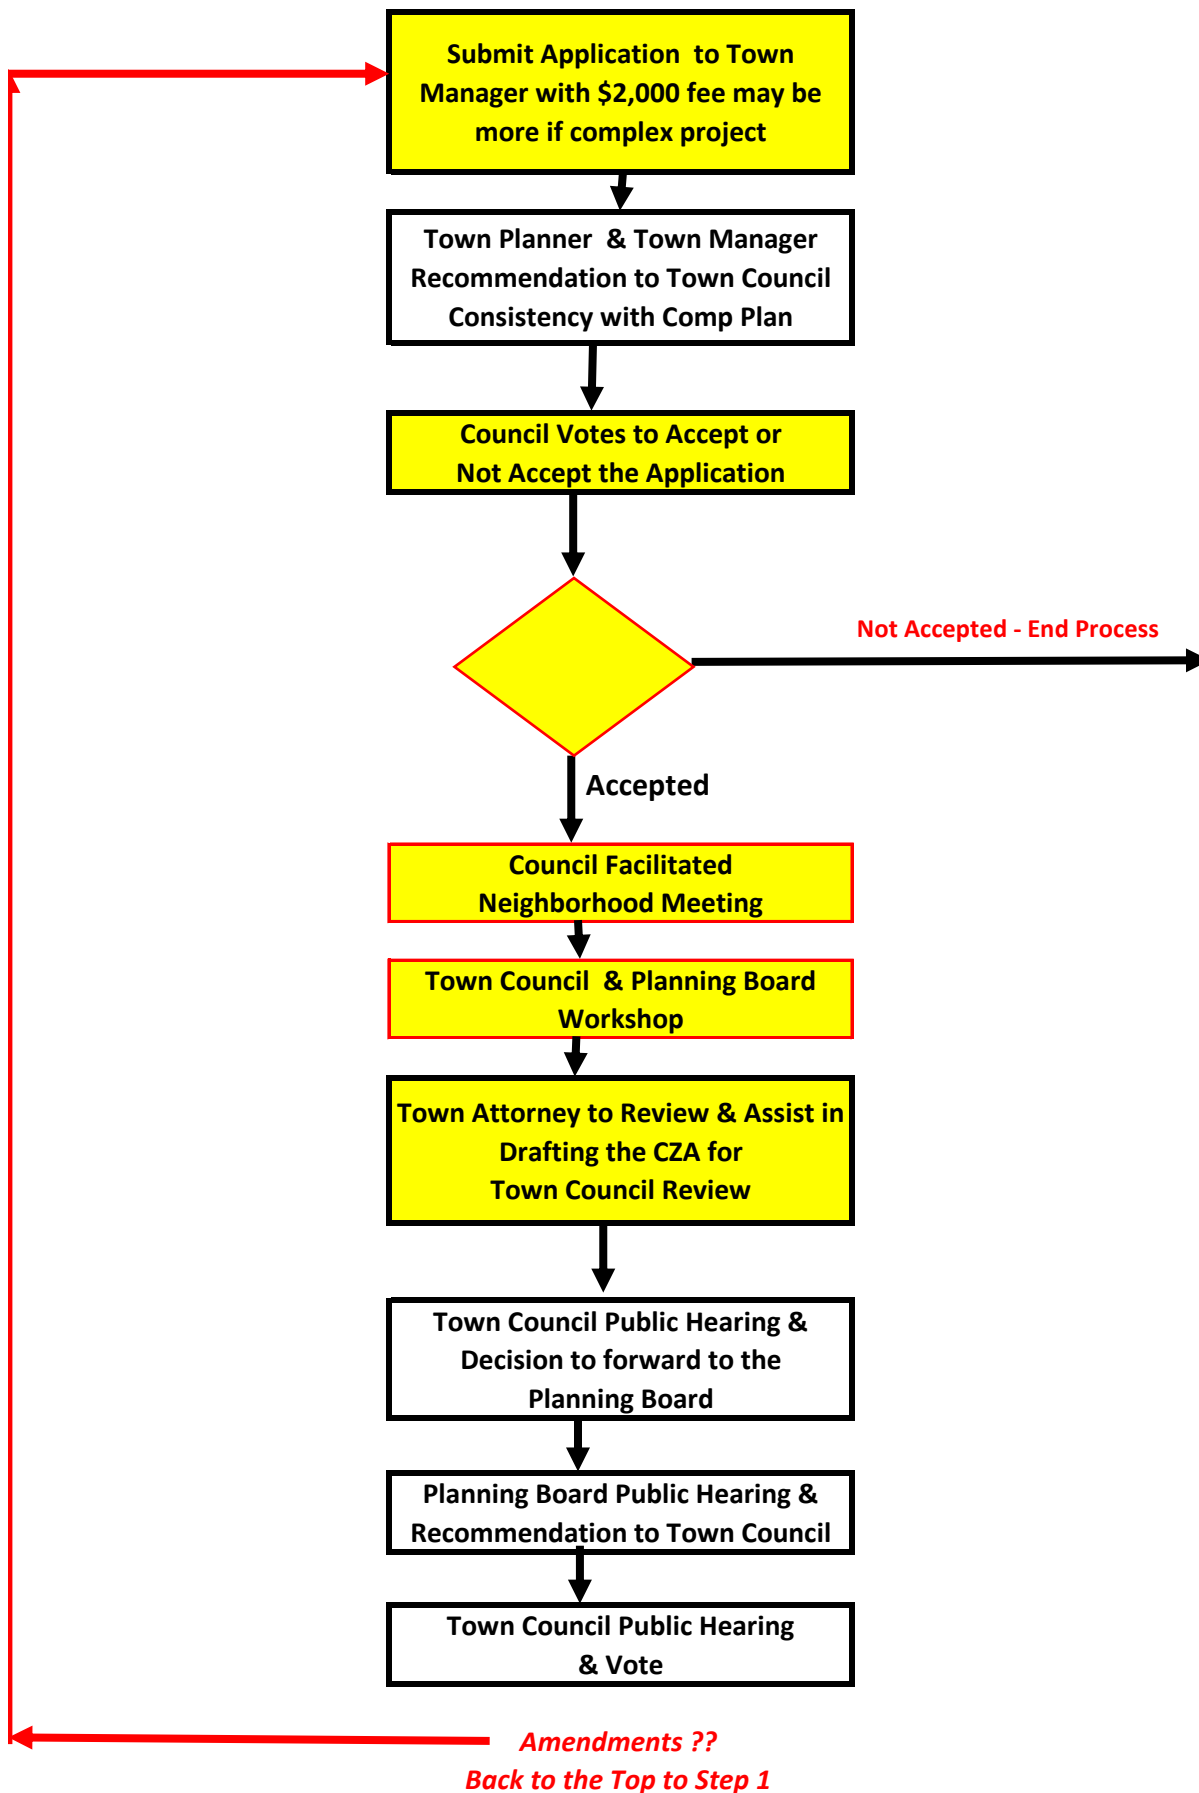 Submit Application to Town
Manager with $2,000 fee may be
more if complex project
Town Planner & Town Manager
Recommendation to Town Council
Consistency with Comp Plan
Council Votes to Accept or
Not Accept the Application
Not Accepted - End Process
Accepted
Council Facilitated
Neighborhood Meeting
Town Council & Planning Board
Workshop
Town Attorney to Review & Assist in
Drafting the CZA for
Town Council Review
Town Council Public Hearing &
Decision to forward to the
Planning Board
Planning Board Public Hearing &
Recommendation to Town Council
Town Council Public Hearing
& Vote
Amendments ??
Back to the Top to Step 1